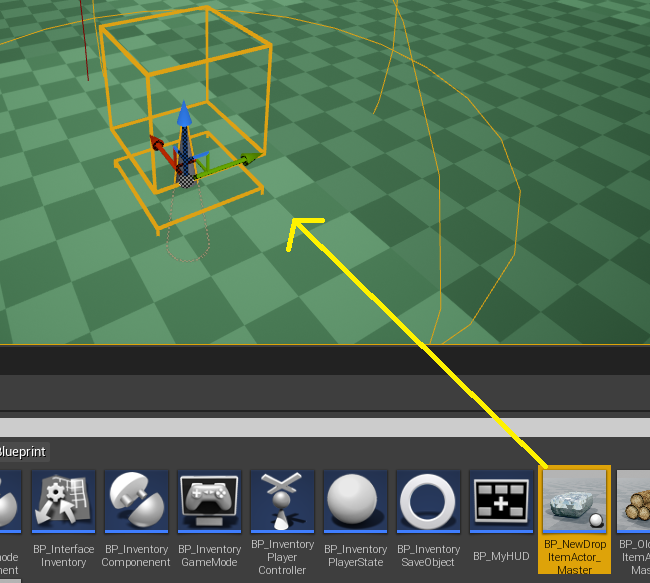 Blueprint
ode
nent
BP_Interface
Inventory
BP_Inventory
Componenent
BP_Inventory
GameMode
BP_Inventory
Player
Controller
BP_Inventory
PlayerState
BP_Inventory
SaveObject
BP_MyHUD
BP_NewDrop
ItemActor_
Master
BP_Old
ItemA
Mas